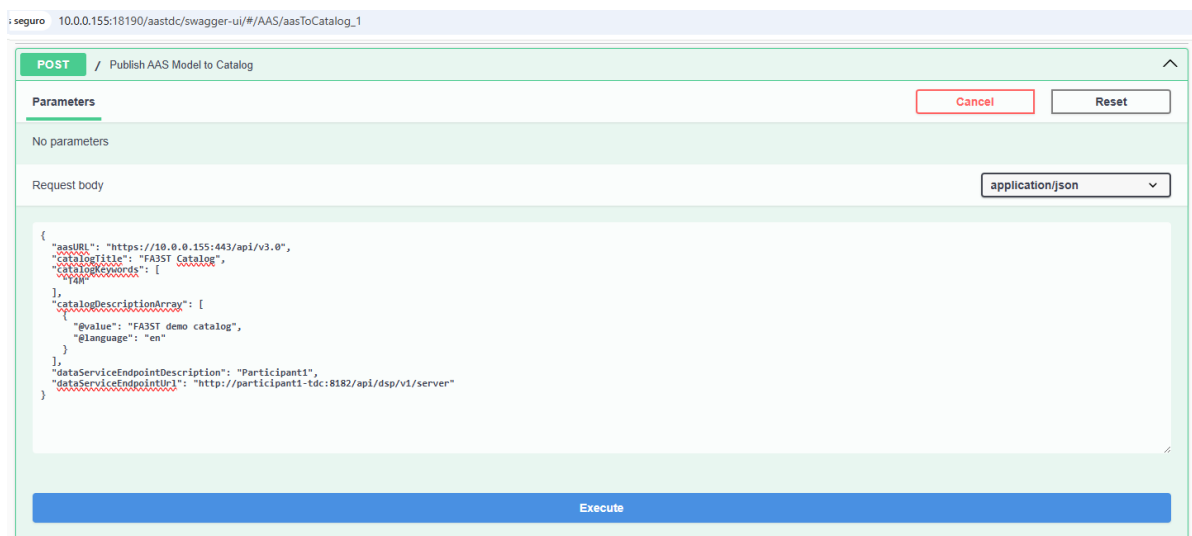 seguro 10.0.0.155:18190/aastdc/swagger-ui/#/AAS/aasToCatalog_1
POST / Publish AAS Model to Catalog
Parameters Cancel Reset
No parameters
Request body application/json
{
"aasURL": "https://10.0.0.155:443/api/v3.0",
"catalogTitle": "FA3ST Catalog",
"catalogKeywords": [
"T4M"
],
"catalogDescriptionArray": [
{
"@value": "FA3ST demo catalog",
"@language": "en"
}
],
"dataServiceEndpointDescription": "Participant1",
"dataServiceEndpointUrl": "http://participant1-tdc:8182/api/dsp/v1/server"
}
Execute